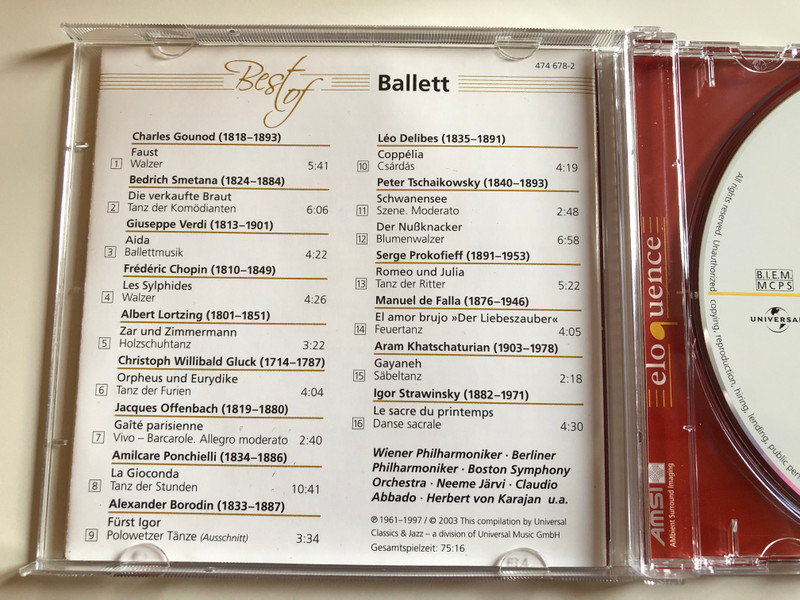 Best of
Ballett
474 678-2
Charles Gounod (1818–1893)
Faust
1 Walzer 5:41
Bedrich Smetana (1824–1884)
Die verkaufte Braut
2 Tanz der Komödianten 6:06
Giuseppe Verdi (1813–1901)
Aida
3 Ballettmusik 4:22
Frédéric Chopin (1810–1849)
Les Sylphides
4 Walzer 4:26
Albert Lortzing (1801–1851)
Zar und Zimmermann
5 Holzschuhtanz 3:22
Christoph Willibald Gluck (1714–1787)
Orpheus und Eurydike
6 Tanz der Furien 4:04
Jacques Offenbach (1819–1880)
Gaîté parisienne
7 Vivo – Barcarole. Allegro moderato 2:40
Amilcare Ponchielli (1834–1886)
La Gioconda
8 Tanz der Stunden 10:41
Alexander Borodin (1833–1887)
Fürst Igor
9 Polowetzer Tänze (Ausschnitt) 3:34
Léo Delibes (1835–1891)
Coppélia
10 Csárdás 4:19
Peter Tschaikowsky (1840–1893)
Schwanensee
11 Szene. Moderato 2:48
Der Nußknacker
12 Blumenwalzer 6:58
Serge Prokofieff (1891–1953)
Romeo und Julia
13 Tanz der Ritter 5:22
Manuel de Falla (1876–1946)
El amor brujo »Der Liebeszauber«
14 Feuertanz 4:05
Aram Khatschaturian (1903–1978)
Gayaneh
15 Säbeltanz 2:18
Igor Strawinsky (1882–1971)
Le sacre du printemps
16 Danse sacrale 4:30
Wiener Philharmoniker · Berliner
Philharmoniker · Boston Symphony
Orchestra · Neeme Järvi · Claudio
Abbado · Herbert von Karajan u.a.
℗ 1961–1997 / © 2003 This compilation by Universal
Classics & Jazz – a division of Universal Music GmbH
Gesamtspielzeit: 75:16
eloquence
AMSI
AMbient Surround Imaging
All rights reserved. Unauthorized copying, reproduction, hiring, lending, public
B.I.E.M.
MCPS
UNIVERSAL